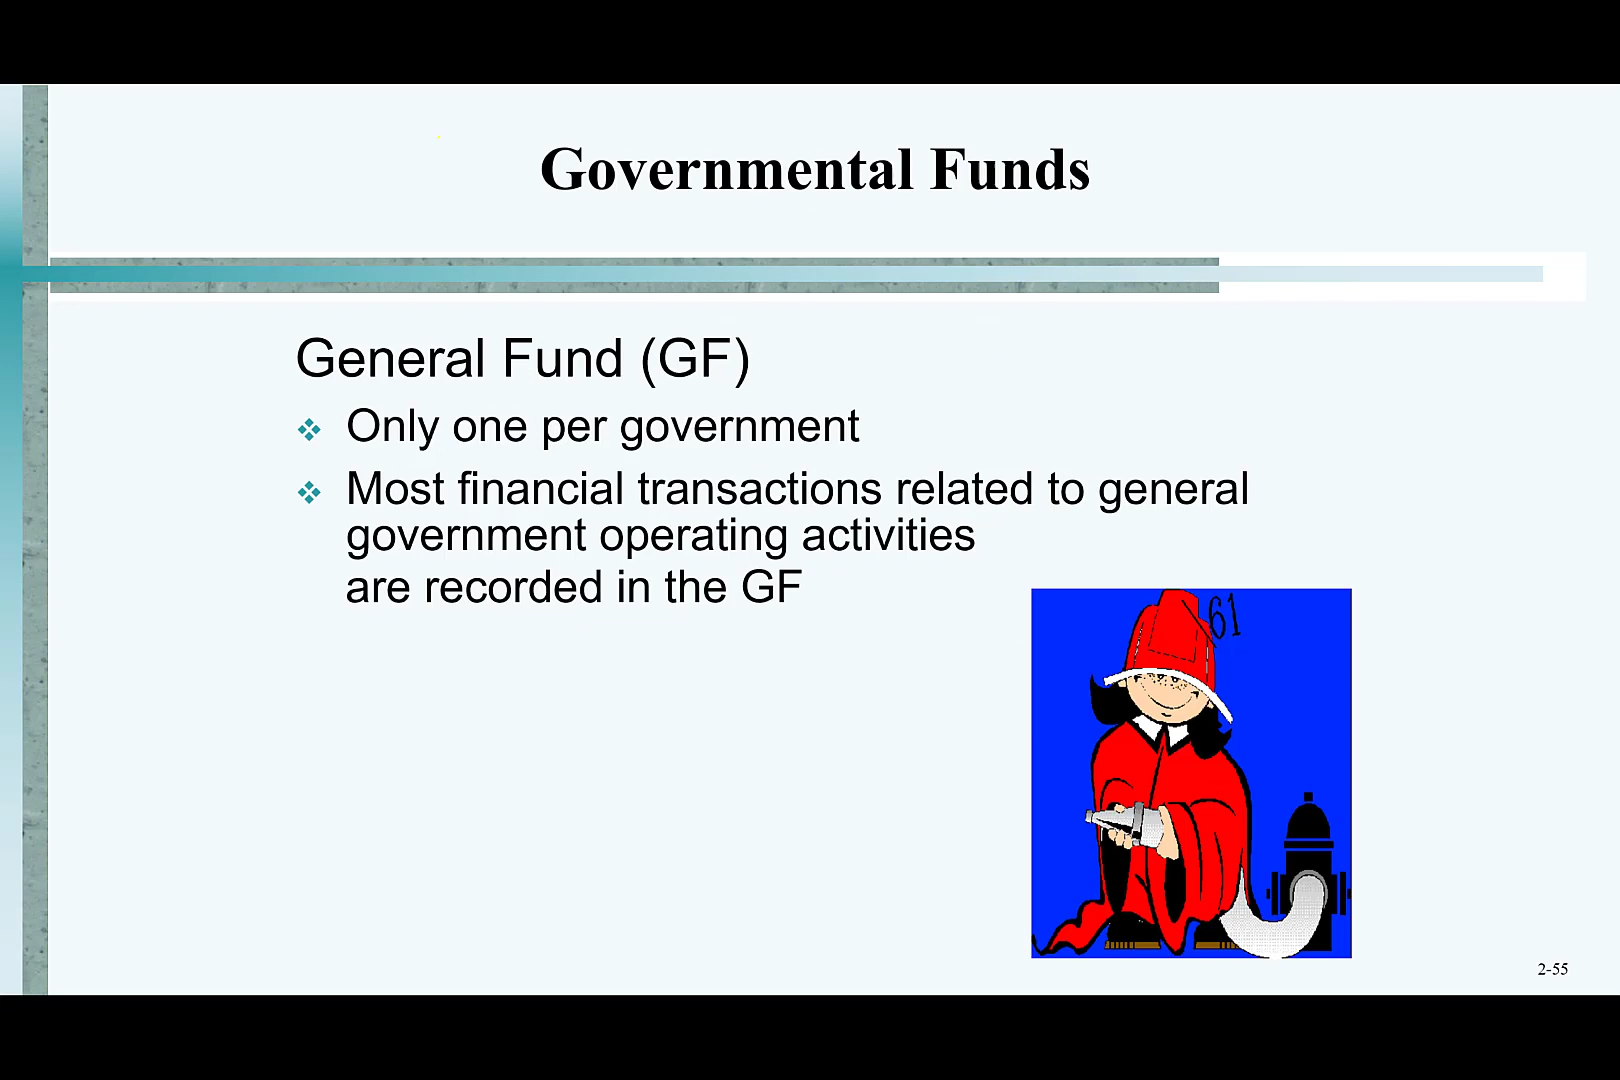 Governmental Funds
General Fund (GF)
Only one per government
Most financial transactions related to general
government operating activities
are recorded in the GF
61
2-55